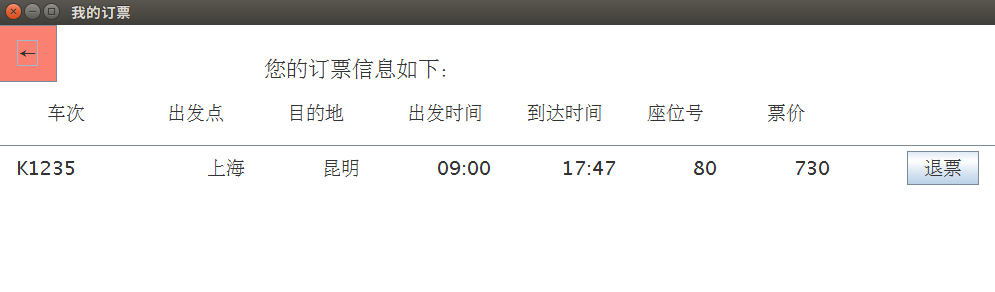 我的订票
←
您的订票信息如下:
车次 出发点 目的地 出发时间 到达时间 座位号 票价
K1235 上海 昆明 09:00 17:47 80 730 退票